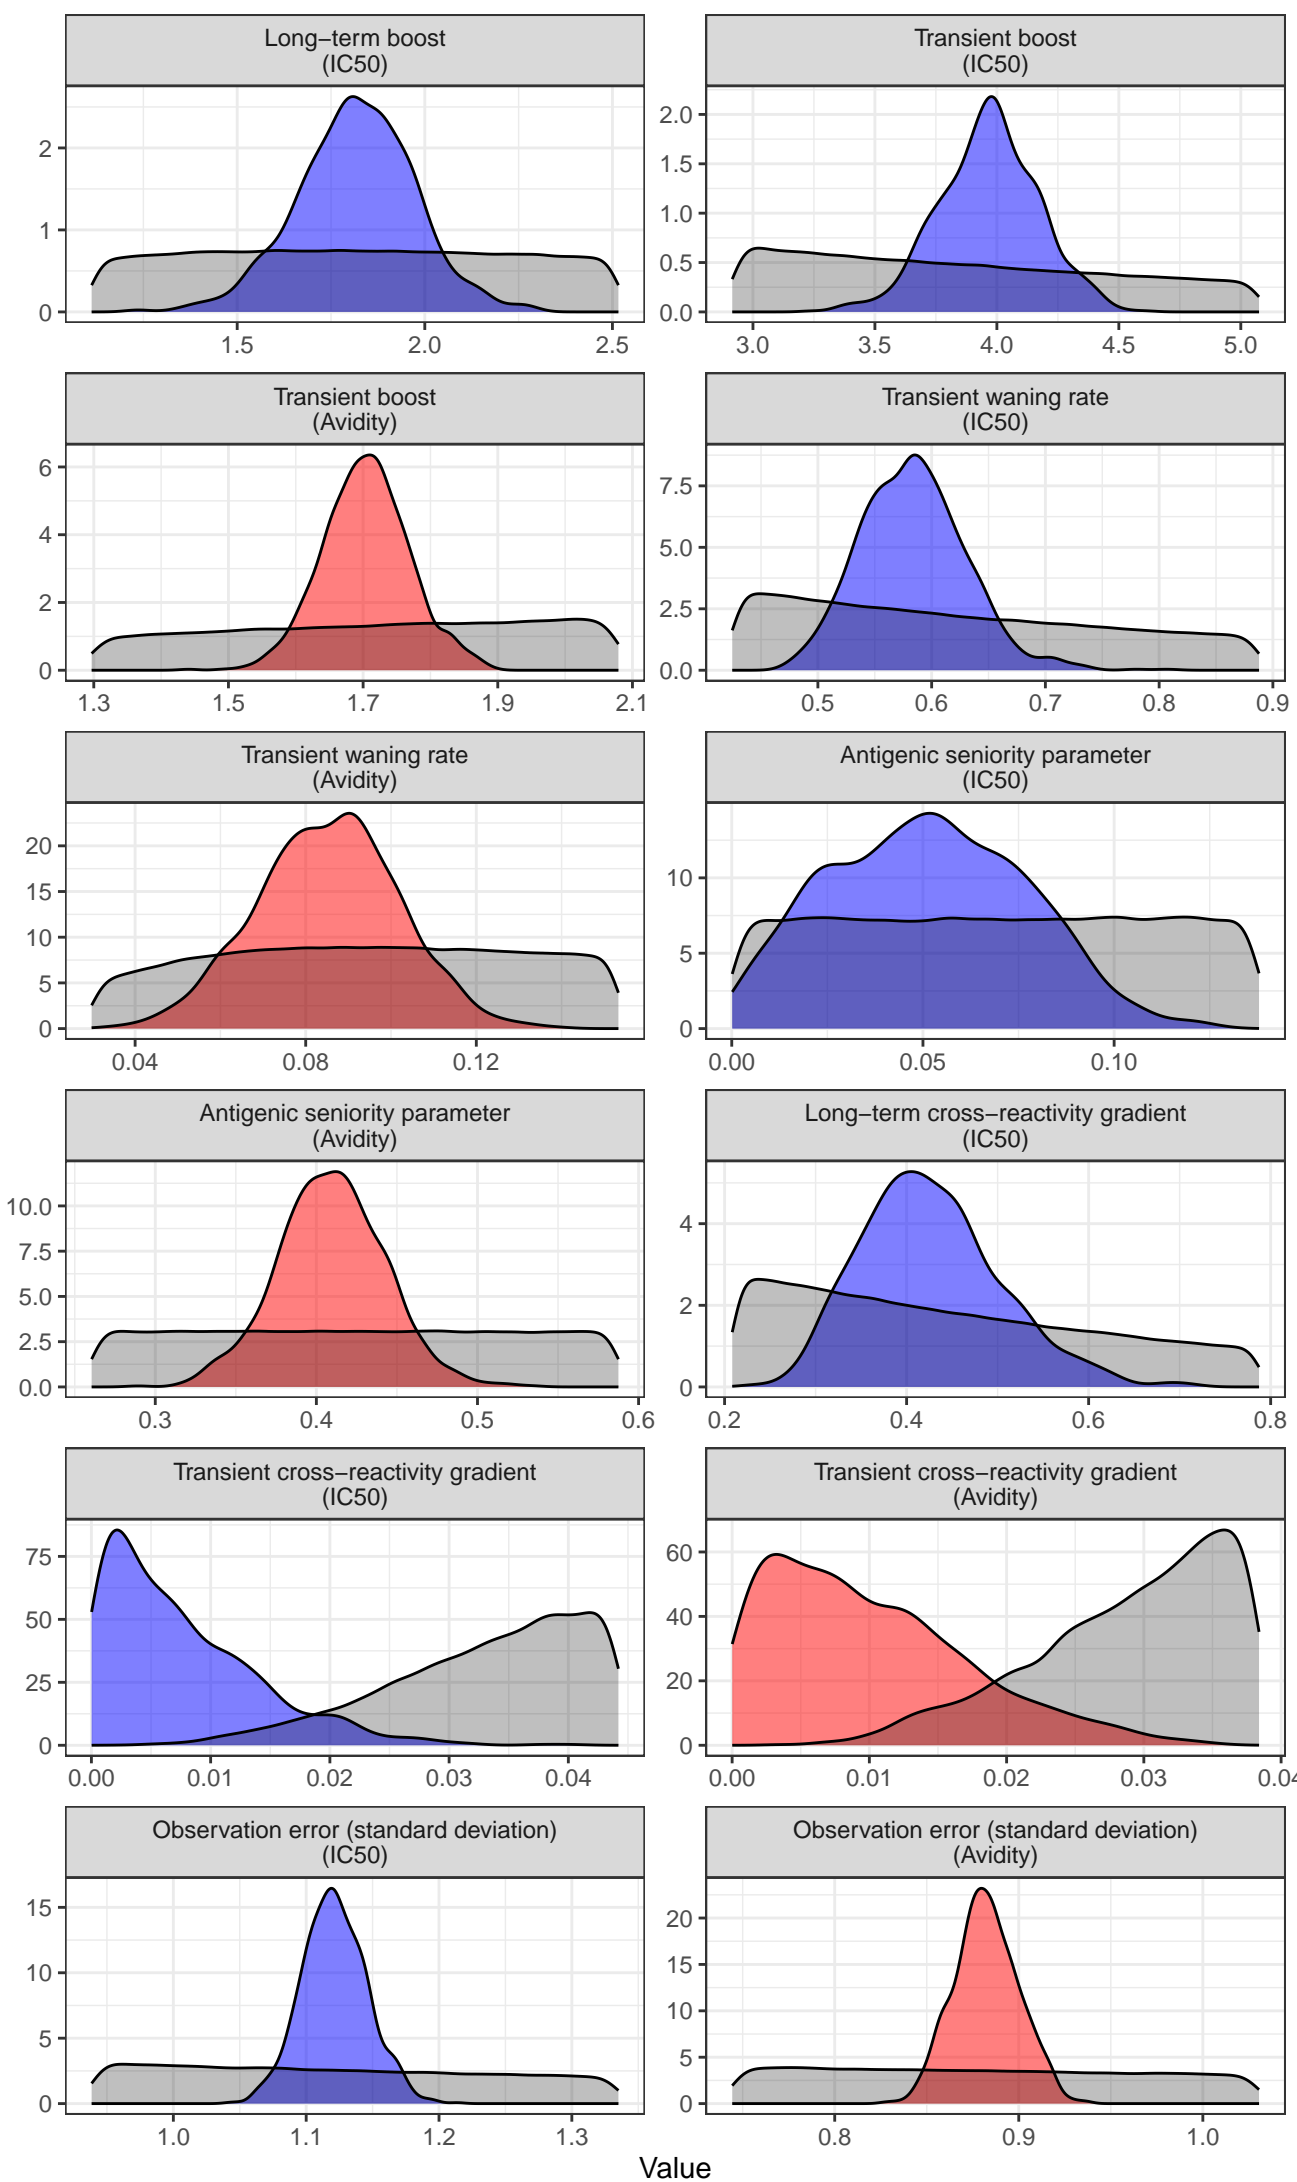 Long−term boost
(IC50)
Transient boost
(IC50)
2
1
0
1.5 2.0 2.5
2.0
1.5
1.0
0.5
0.0
3.0 3.5 4.0 4.5 5.0
Transient boost
(Avidity)
Transient waning rate
(IC50)
6
4
2
0
1.3 1.5 1.7 1.9 2.1
7.5
5.0
2.5
0.0
0.5 0.6 0.7 0.8 0.9
Transient waning rate
(Avidity)
Antigenic seniority parameter
(IC50)
20
15
10
5
0
0.04 0.08 0.12
10
5
0
0.00 0.05 0.10
Antigenic seniority parameter
(Avidity)
Long−term cross−reactivity gradient
(IC50)
10.0
7.5
5.0
2.5
0.0
0.3 0.4 0.5 0.6
4
2
0
0.2 0.4 0.6 0.8
Transient cross−reactivity gradient
(IC50)
Transient cross−reactivity gradient
(Avidity)
75
50
25
0
0.00 0.01 0.02 0.03 0.04
60
40
20
0
0.00 0.01 0.02 0.03 0.04
Observation error (standard deviation)
(IC50)
Observation error (standard deviation)
(Avidity)
15
10
5
0
1.0 1.1 1.2 1.3
20
15
10
5
0
0.8 0.9 1.0
Value